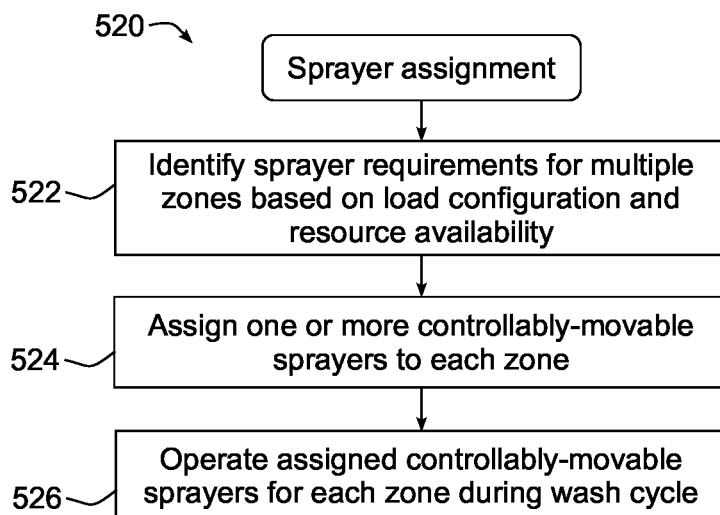 520
Sprayer assignment
522
Identify sprayer requirements for multiple
zones based on load configuration and
resource availability
524
Assign one or more controllably-movable
sprayers to each zone
526
Operate assigned controllably-movable
sprayers for each zone during wash cycle